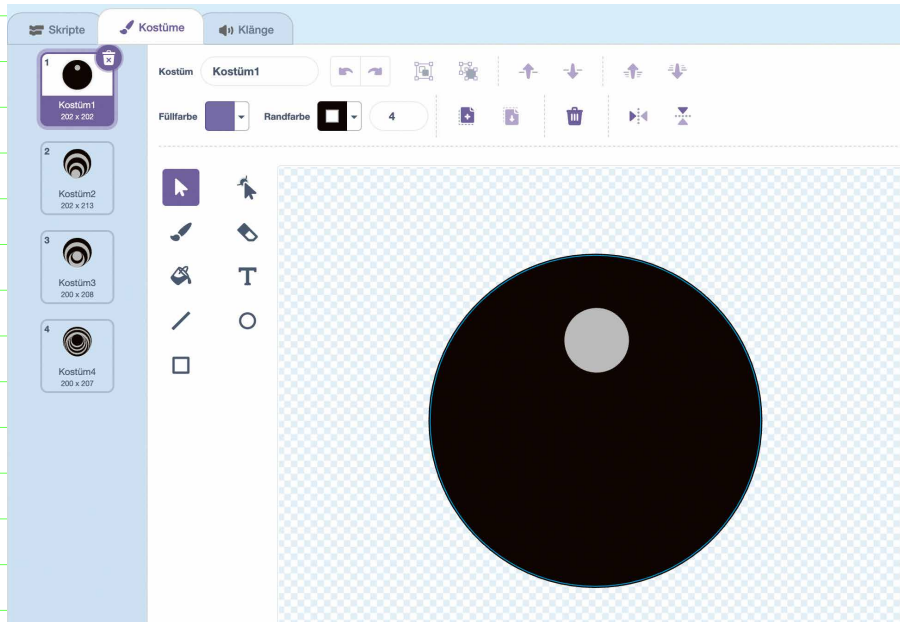 Skripte
Kostüme
Klänge
1
Kostüm1
202 x 202
2
Kostüm2
202 x 213
3
Kostüm3
200 x 208
4
Kostüm4
200 x 207
Kostüm Kostüm1
Füllfarbe
Randfarbe
4
T